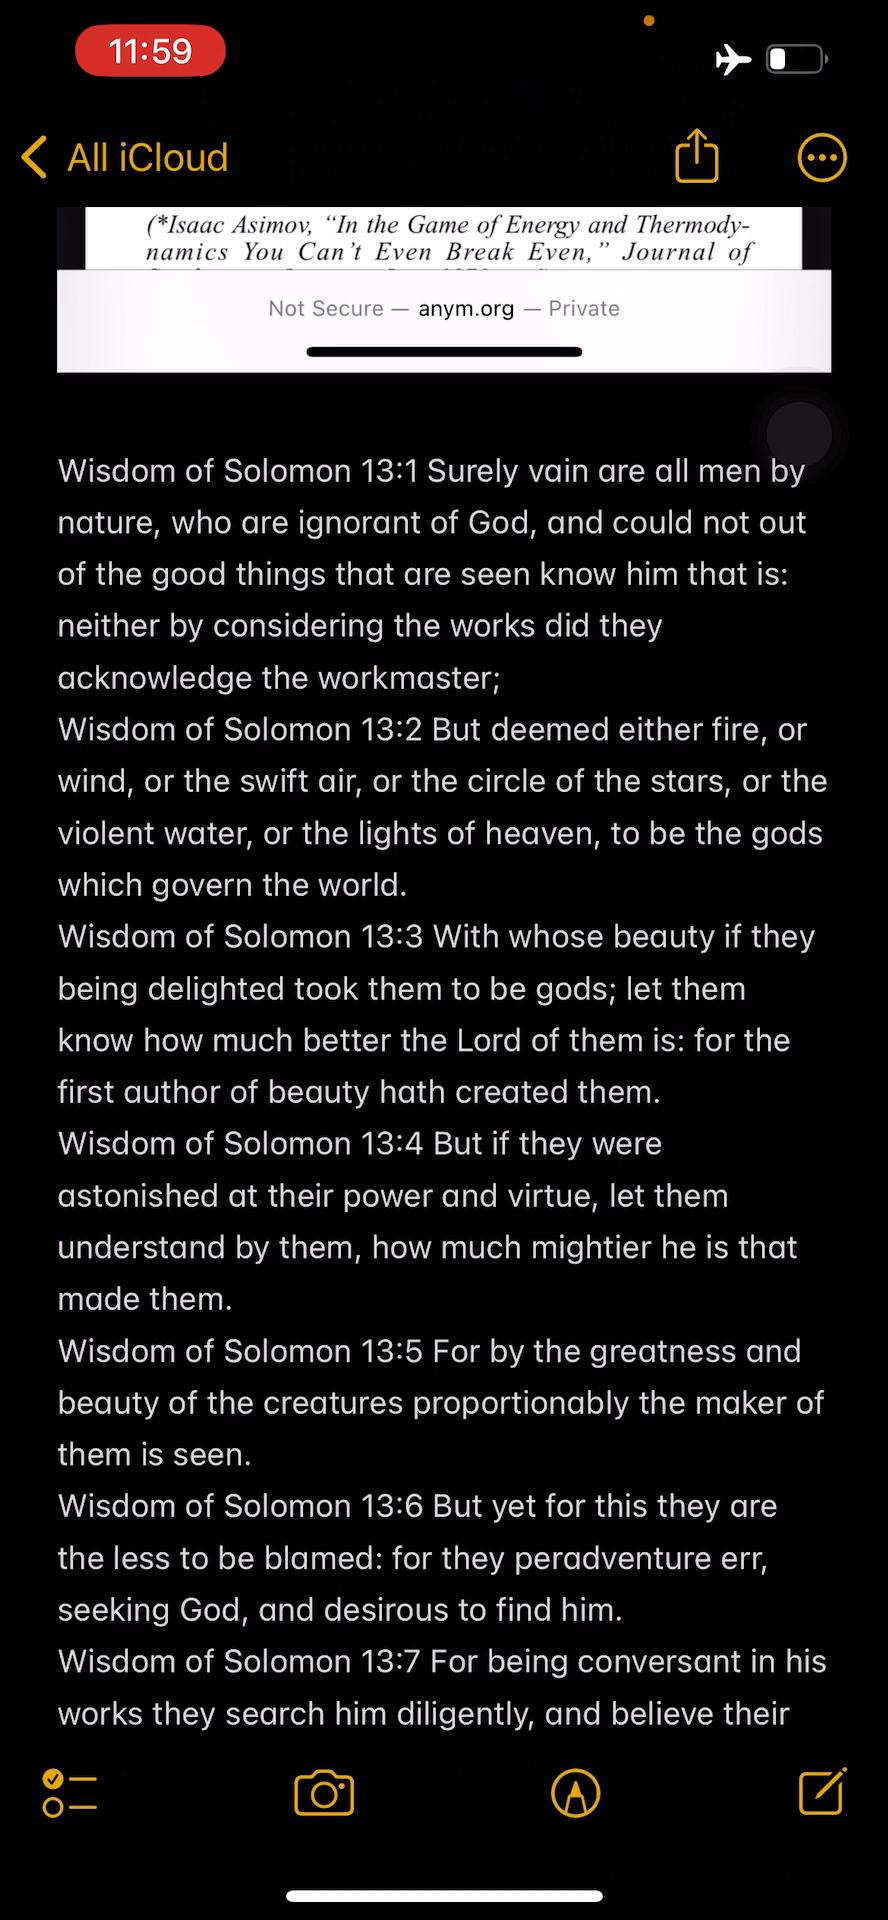 11:59
All iCloud
(*Isaac Asimov, “In the Game of Energy and Thermody-
namics You Can’t Even Break Even,” Journal of
Not Secure — anym.org — Private
Wisdom of Solomon 13:1 Surely vain are all men by
nature, who are ignorant of God, and could not out
of the good things that are seen know him that is:
neither by considering the works did they
acknowledge the workmaster;
Wisdom of Solomon 13:2 But deemed either fire, or
wind, or the swift air, or the circle of the stars, or the
violent water, or the lights of heaven, to be the gods
which govern the world.
Wisdom of Solomon 13:3 With whose beauty if they
being delighted took them to be gods; let them
know how much better the Lord of them is: for the
first author of beauty hath created them.
Wisdom of Solomon 13:4 But if they were
astonished at their power and virtue, let them
understand by them, how much mightier he is that
made them.
Wisdom of Solomon 13:5 For by the greatness and
beauty of the creatures proportionably the maker of
them is seen.
Wisdom of Solomon 13:6 But yet for this they are
the less to be blamed: for they peradventure err,
seeking God, and desirous to find him.
Wisdom of Solomon 13:7 For being conversant in his
works they search him diligently, and believe their